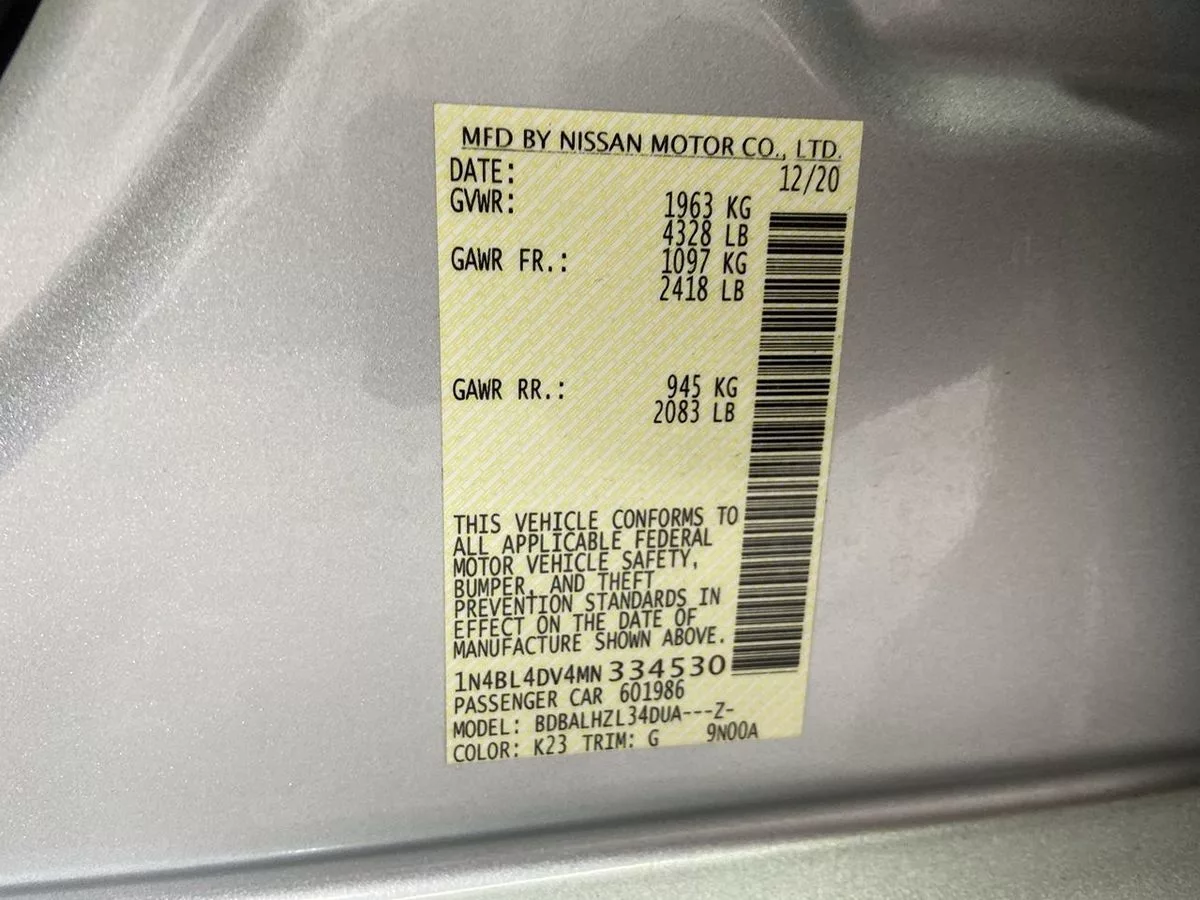 MFD BY NISSAN MOTOR CO., LTD.
DATE: 12/20
GVWR: 1963 KG
4328 LB
GAWR FR.: 1097 KG
2418 LB
GAWR RR.: 945 KG
2083 LB
THIS VEHICLE CONFORMS TO
ALL APPLICABLE FEDERAL
MOTOR VEHICLE SAFETY,
BUMPER, AND THEFT
PREVENTION STANDARDS IN
EFFECT ON THE DATE OF
MANUFACTURE SHOWN ABOVE.
1N4BL4DV4MN334530
PASSENGER CAR 601986
MODEL: BDBALHZL34DUA---Z-
COLOR: K23 TRIM: G 9N00A